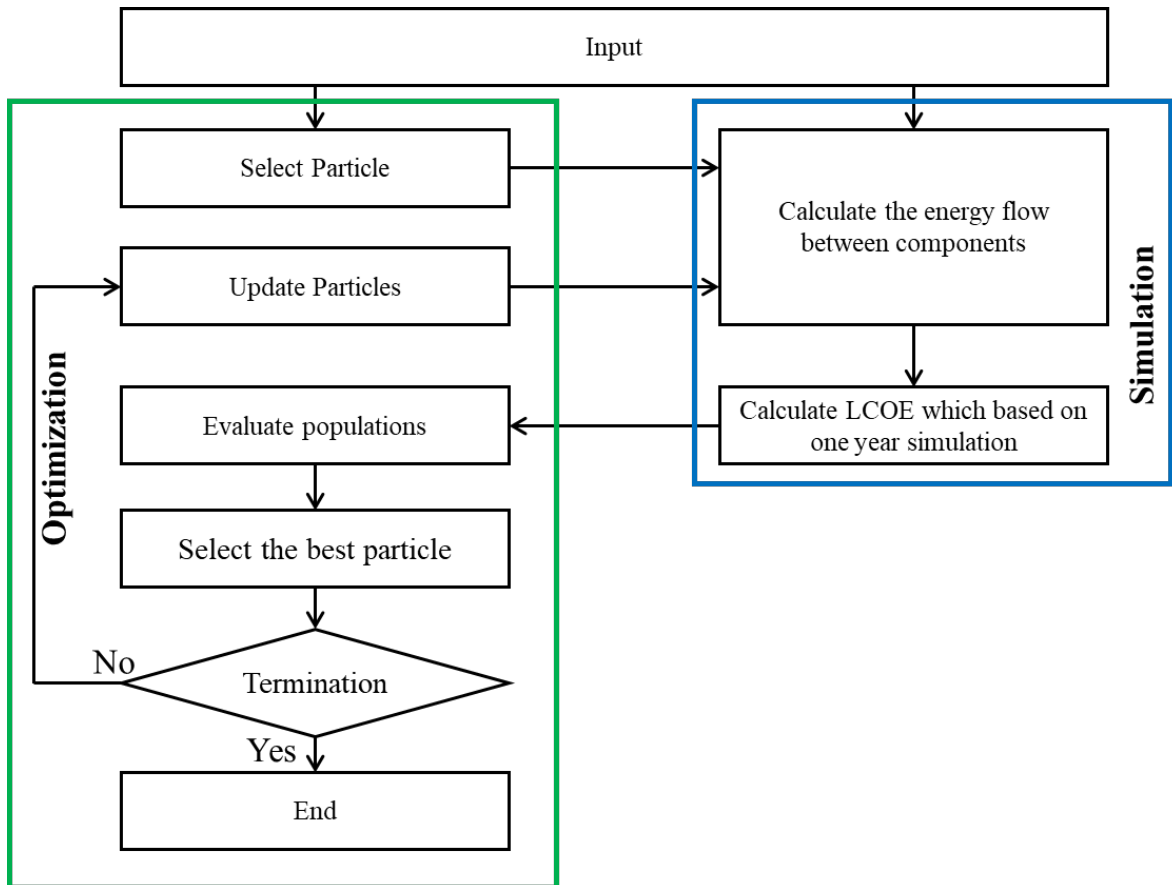 Input
Select Particle
Update Particles
Evaluate populations
Select the best particle
Termination
No
Yes
End
Optimization
Calculate the energy flow
between components
Calculate LCOE which based on
one year simulation
Simulation